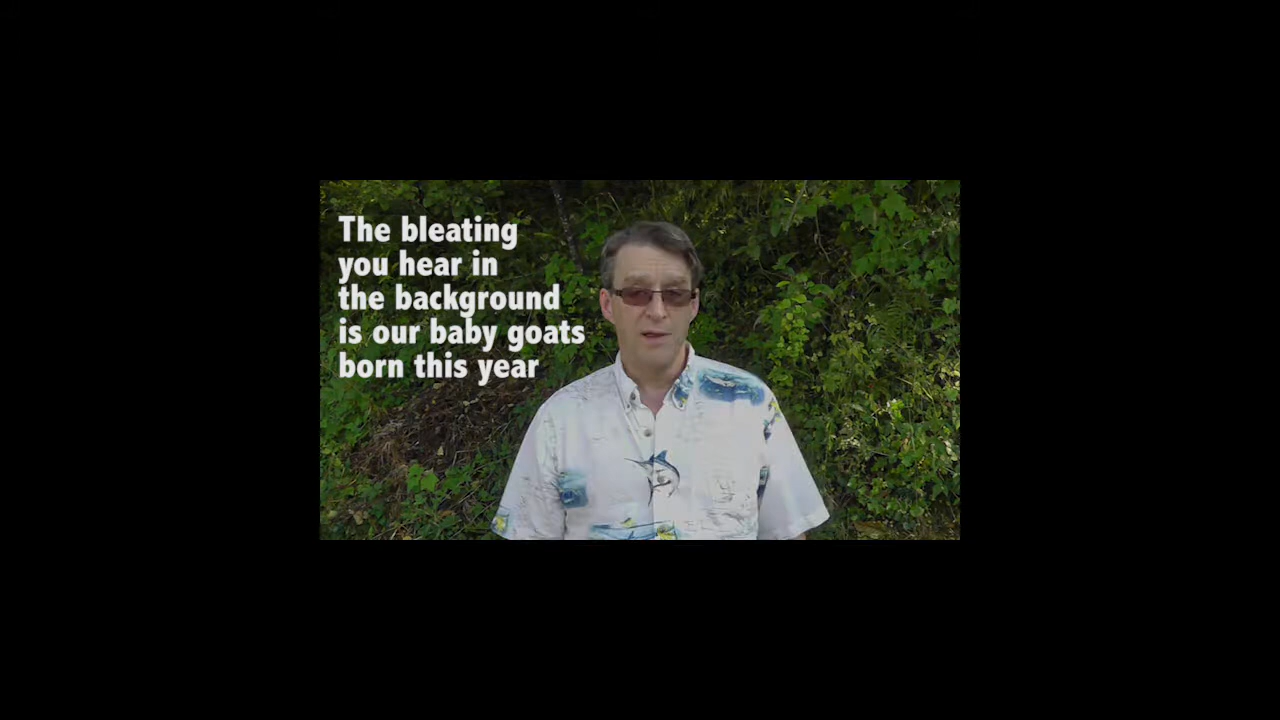 The bleating
you hear in
the background
is our baby goats
born this year